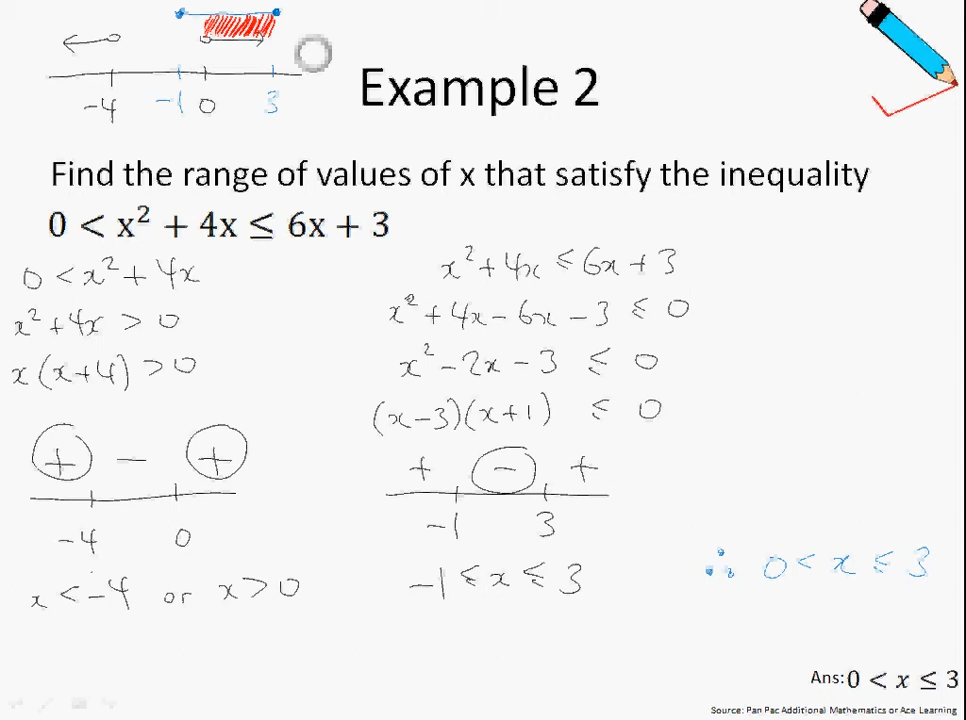 -4 -1 0 3
Example 2
Find the range of values of x that satisfy the inequality
0 < x² + 4x ≤ 6x + 3
0 < x² + 4x
x² + 4x > 0
x(x+4) > 0
+ - +
-4 0
x < -4 or x > 0
x² + 4x ≤ 6x + 3
x² + 4x - 6x - 3 ≤ 0
x² - 2x - 3 ≤ 0
(x-3)(x+1) ≤ 0
+ - +
-1 3
-1 ≤ x ≤ 3
∴ 0 < x ≤ 3
Ans: 0 < x ≤ 3
Source: Pan Pac Additional Mathematics or Ace Learning